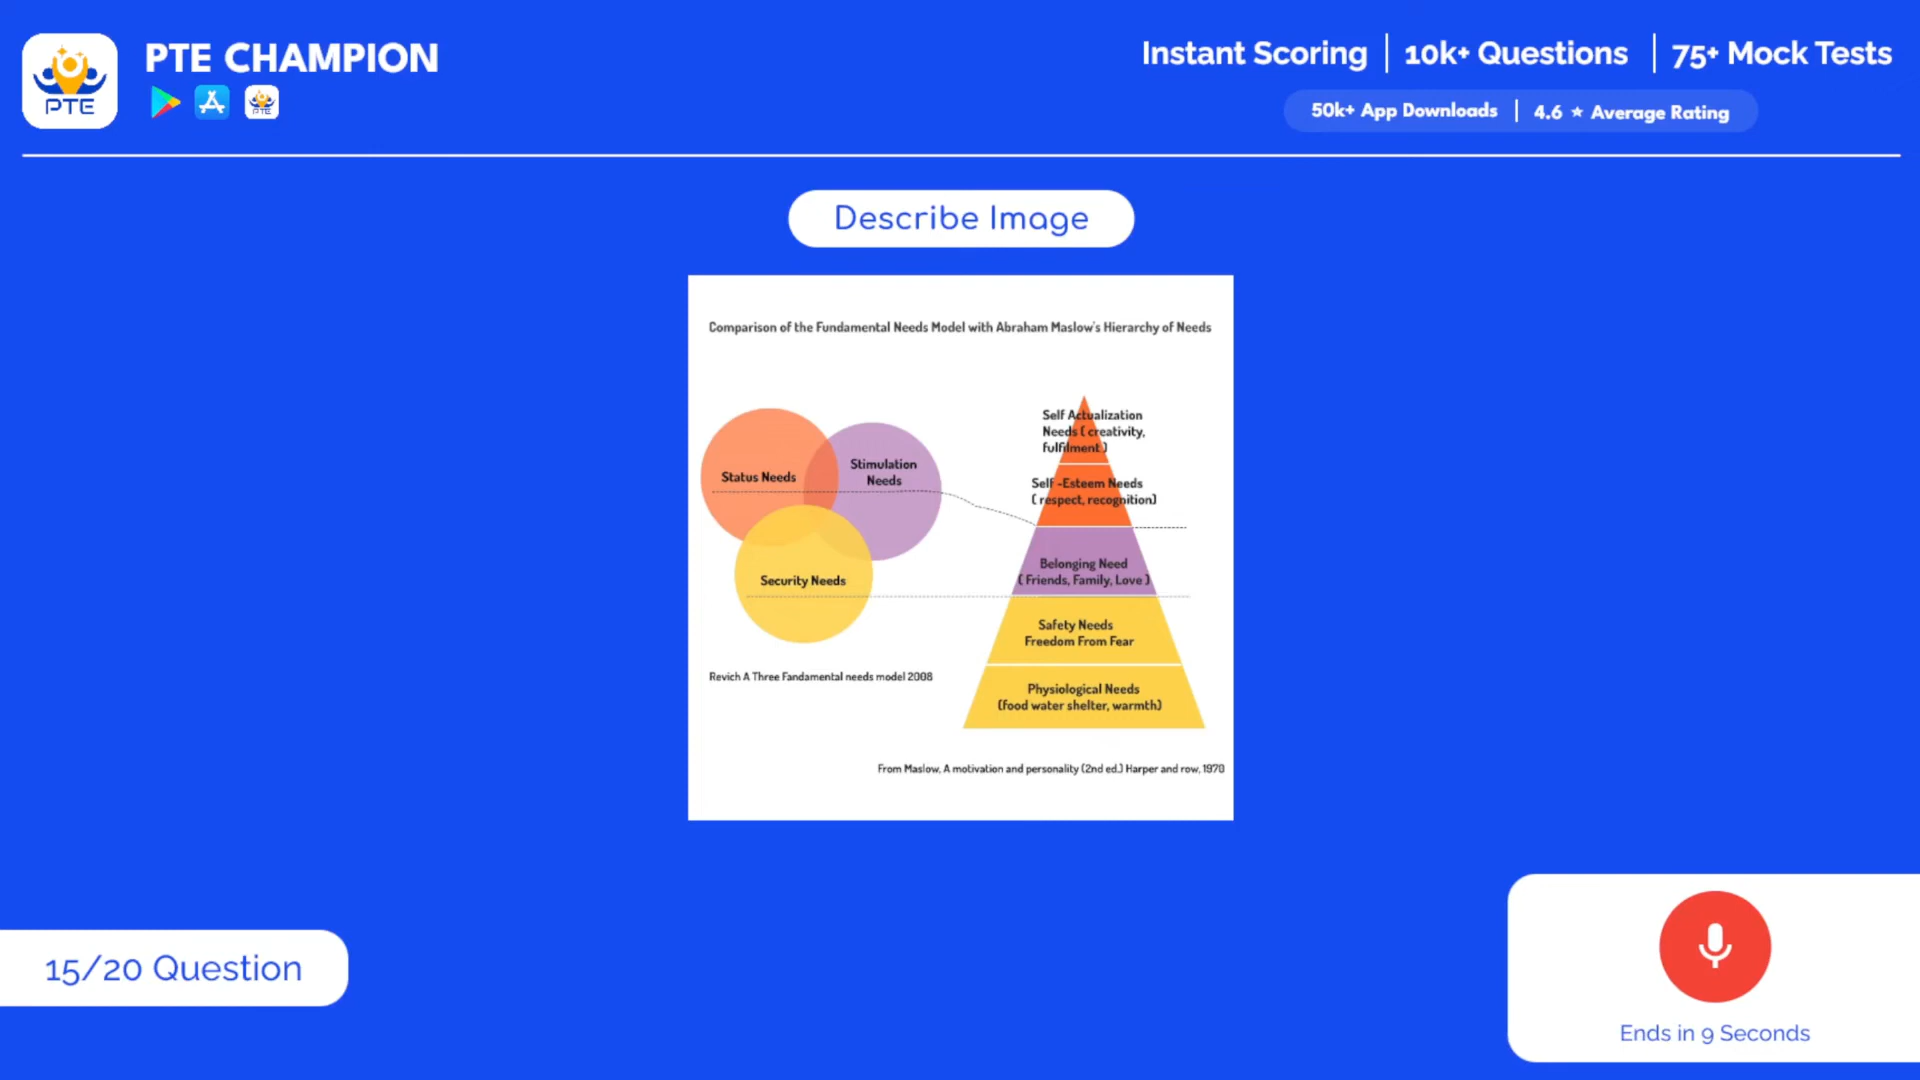 PTE CHAMPION
PTE
PTE
Instant Scoring | 10k+ Questions | 75+ Mock Tests
50k+ App Downloads | 4.6 ★ Average Rating
Describe Image
Comparison of the Fundamental Needs Model with Abraham Maslow's Hierarchy of Needs
Status Needs
Stimulation
Needs
Security Needs
Revich A Three Fandamental needs model 2008
Self Actualization
Needs ( creativity,
fulfilment )
Self -Esteem Needs
( respect, recognition)
Belonging Need
( Friends, Family, Love )
Safety Needs
Freedom From Fear
Physiological Needs
(food water shelter, warmth)
From Maslow, A motivation and personality (2nd ed.) Harper and row, 1970
15/20 Question
Ends in 9 Seconds